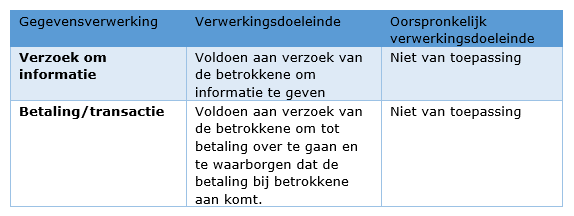 Gegevensverwerking Verwerkingsdoeleinde Oorspronkelijk
verwerkingsdoeleinde
Verzoek om
informatie
Voldoen aan verzoek van
de betrokkene om
informatie te geven
Niet van toepassing
Betaling/transactie
Voldoen aan verzoek van
de betrokkene om tot
betaling over te gaan en
te waarborgen dat de
betaling bij betrokkene
aan komt.
Niet van toepassing